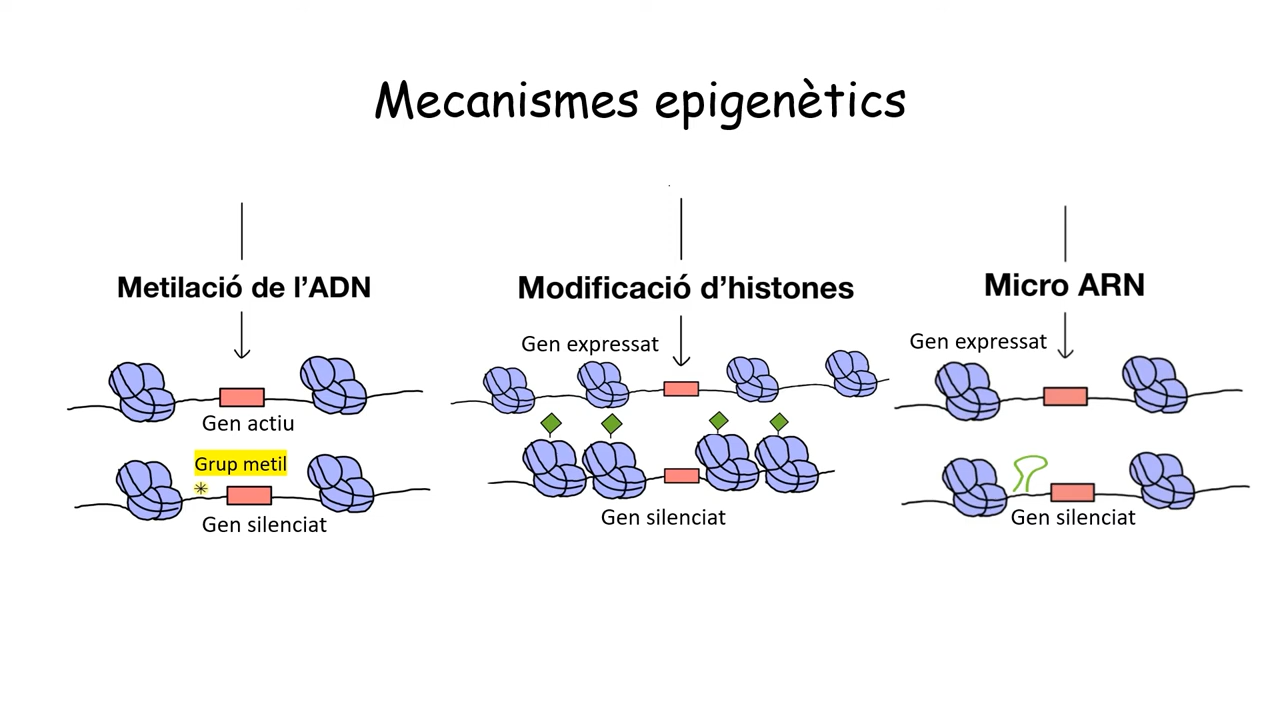 Mecanismes epigenètics
Metilació de l’ADN
Gen actiu
Grup metil
Gen silenciat
Modificació d’histones
Gen expressat
Gen silenciat
Micro ARN
Gen expressat
Gen silenciat